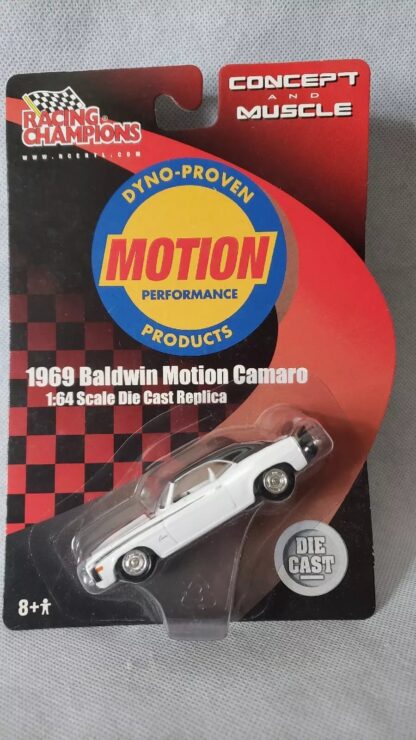 RACING
CHAMPIONS
CONCEPT
AND
MUSCLE
DYNO-PROVEN
MOTION
PERFORMANCE
PRODUCTS
1969 Baldwin Motion Camaro
1:64 Scale Die Cast Replica
DIE
CAST
8+